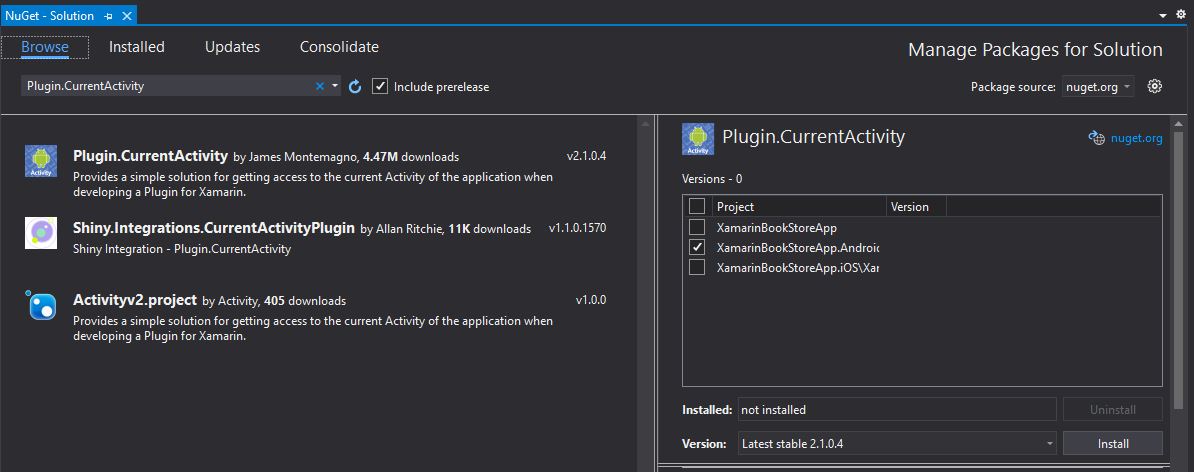 NuGet - Solution
Browse Installed Updates Consolidate
Manage Packages for Solution
Plugin.CurrentActivity
Include prerelease
Package source: nuget.org
Plugin.CurrentActivity by James Montemagno, 4.47M downloads v2.1.0.4
Provides a simple solution for getting access to the current Activity of the application when
developing a Plugin for Xamarin.
Activity
Shiny.Integrations.CurrentActivityPlugin by Allan Ritchie, 11K downloads v1.1.0.1570
Shiny Integration - Plugin.CurrentActivity
Activityv2.project by Activity, 405 downloads v1.0.0
Provides a simple solution for getting access to the current Activity of the application when
developing a Plugin for Xamarin.
Activity
Plugin.CurrentActivity
nuget.org
Versions - 0
Project Version
XamarinBookStoreApp
XamarinBookStoreApp.Android
XamarinBookStoreApp.iOS\Xar
Installed: not installed Uninstall
Version: Latest stable 2.1.0.4 Install